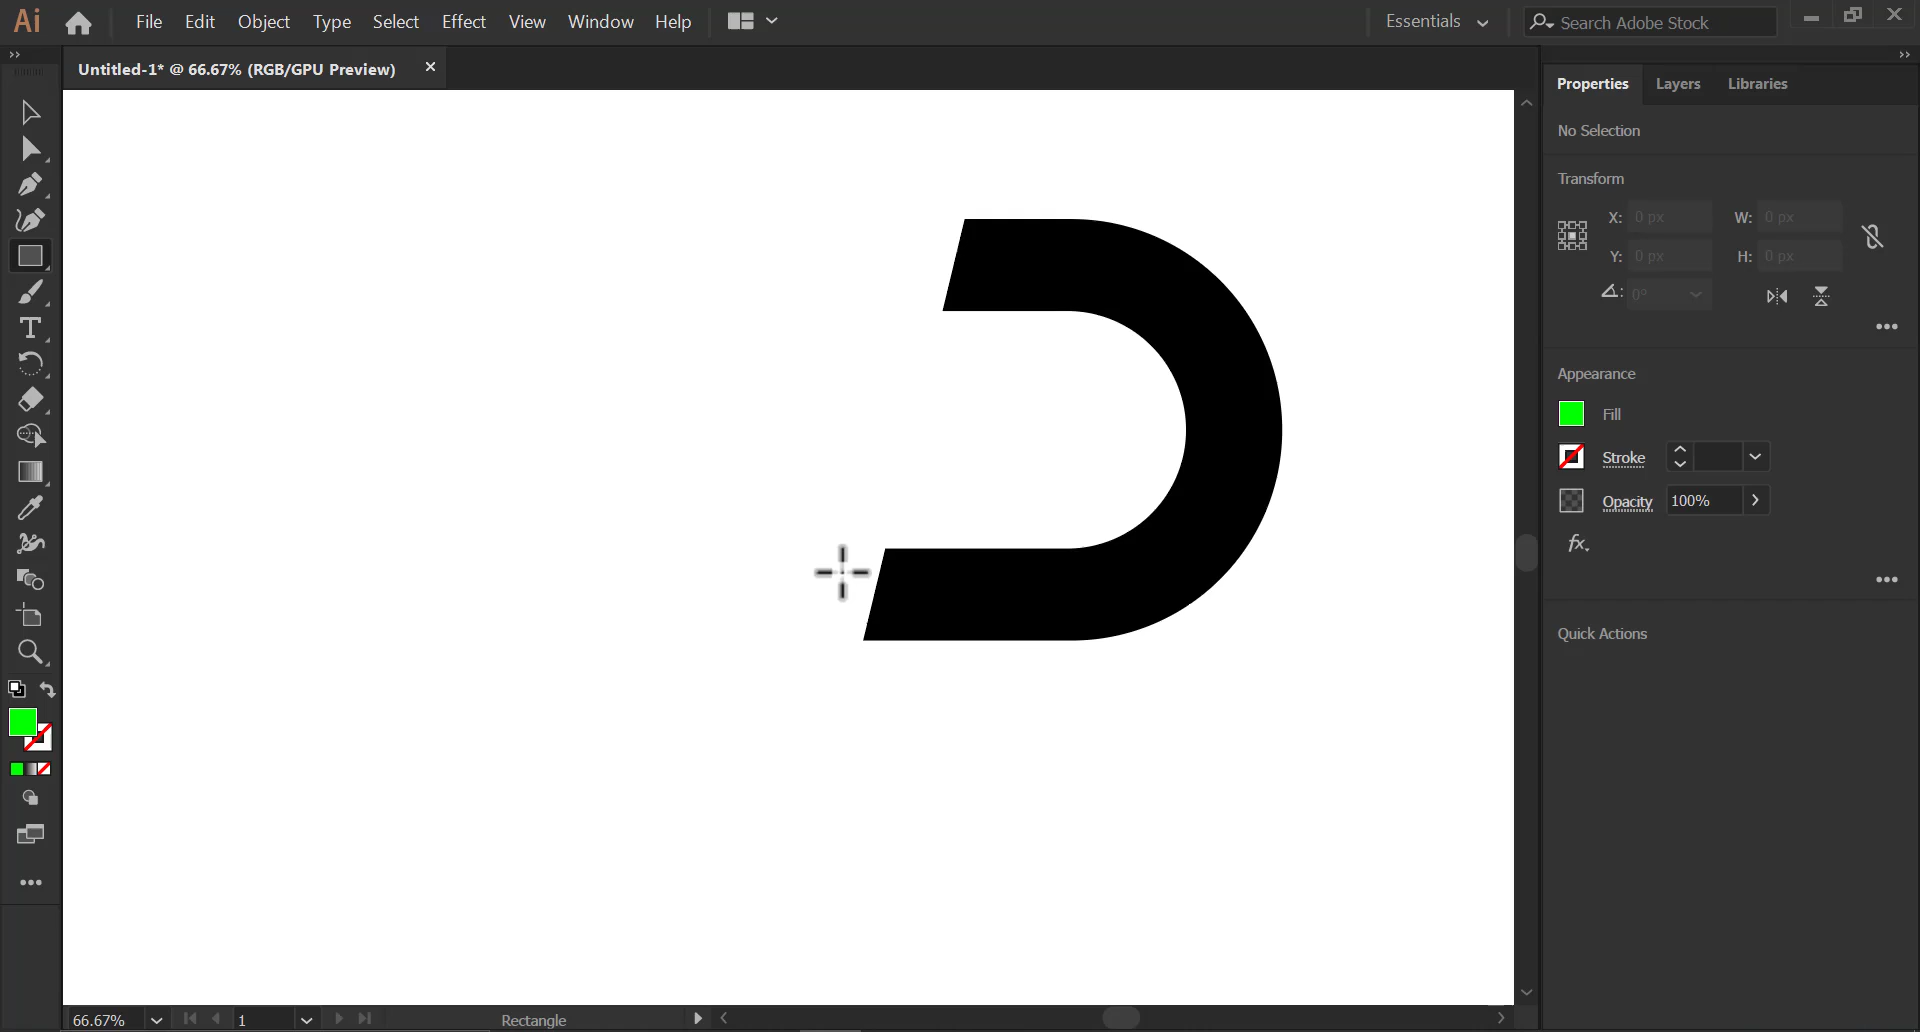 Ai File Edit Object Type Select Effect View Window Help Essentials Search Adobe Stock
Untitled-1* @ 66.67% (RGB/GPU Preview)
Properties Layers Libraries
No Selection
Transform
X: 0 px W: 0 px
Y: 0 px H: 0 px
0°
Appearance
Fill
Stroke
Opacity 100%
fx.
Quick Actions
66.67% 1 Rectangle